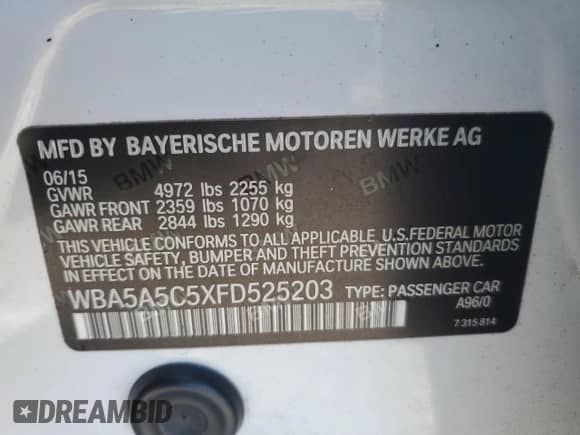 MFD BY BAYERISCHE MOTOREN WERKE AG
06/15
GVWR 4972 lbs 2255 kg
GAWR FRONT 2359 lbs 1070 kg
GAWR REAR 2844 lbs 1290 kg
THIS VEHICLE CONFORMS TO ALL APPLICABLE U.S.FEDERAL MOTOR
VEHICLE SAFETY, BUMPER AND THEFT PREVENTION STANDARDS
IN EFFECT ON THE DATE OF MANUFACTURE SHOWN ABOVE.
WBA5A5C5XFD525203 TYPE: PASSENGER CAR
A96/0
7 315 814
DREAMBID